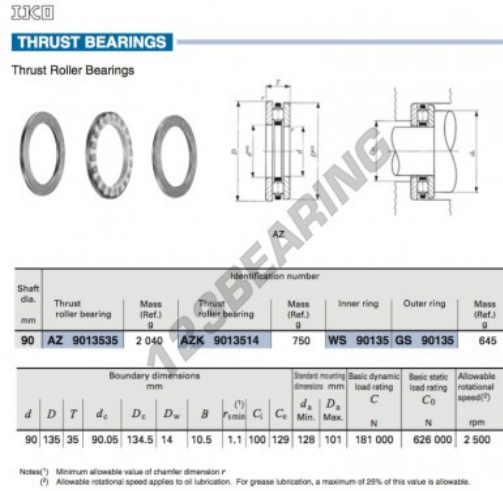 IKO
THRUST BEARINGS
Thrust Roller Bearings
AZ
123BEARING
Identification number
Shaft dia. mm
Thrust roller bearing
Mass (Ref.) g
Thrust roller bearing
Mass (Ref.) g
Inner ring
Outer ring
Mass (Ref.) g
90 AZ 9013535 2 040 AZK 9013514 750 WS 90135 GS 90135 645
Boundary dimensions mm
Standard mounting dimensions mm
Basic dynamic load rating C N
Basic static load rating C0 N
Allowable rotational speed(2) rpm
d D T dc Dc Dw B rs min(1) Ci Ce da Min. Da Max.
90 135 35 90.05 134.5 14 10.5 1.1 100 129 128 101 181 000 626 000 2 500
Notes(1) Minimum allowable value of chamfer dimension r
(2) Allowable rotational speed applies to oil lubrication. For grease lubrication, a maximum of 25% of this value is allowable.